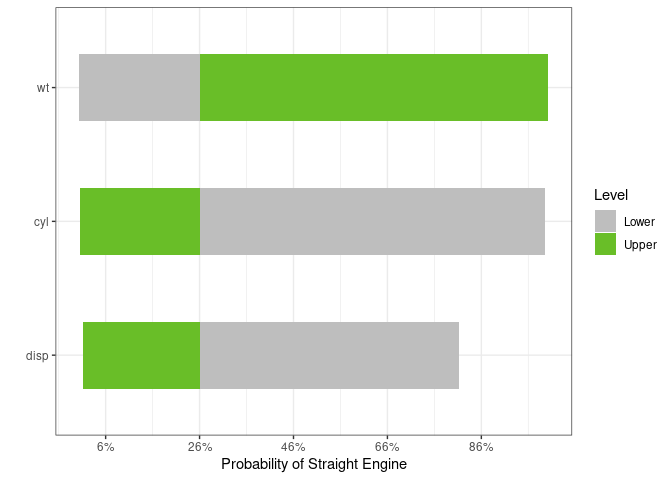 wt
cyl
disp
6%
26%
46%
66%
86%
Probability of Straight Engine
Level
Lower
Upper